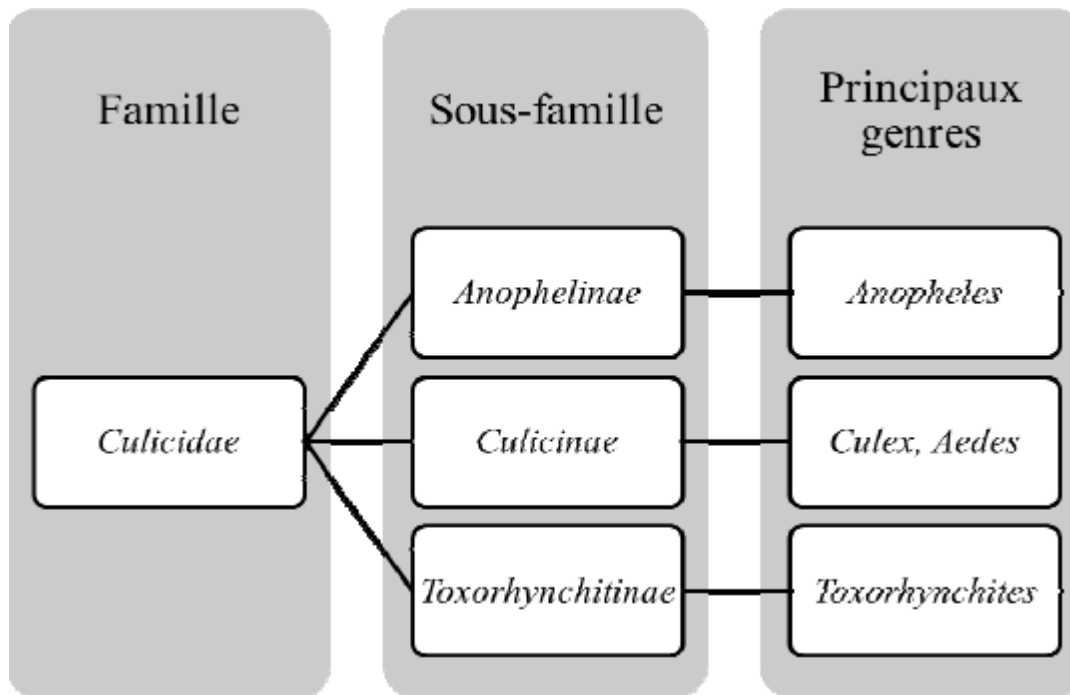 Famille
Sous-famille
Principaux
genres
Culicidae
Anophelinae
Anopheles
Culicinae
Culex, Aedes
Toxorhynchitinae
Toxorhynchites